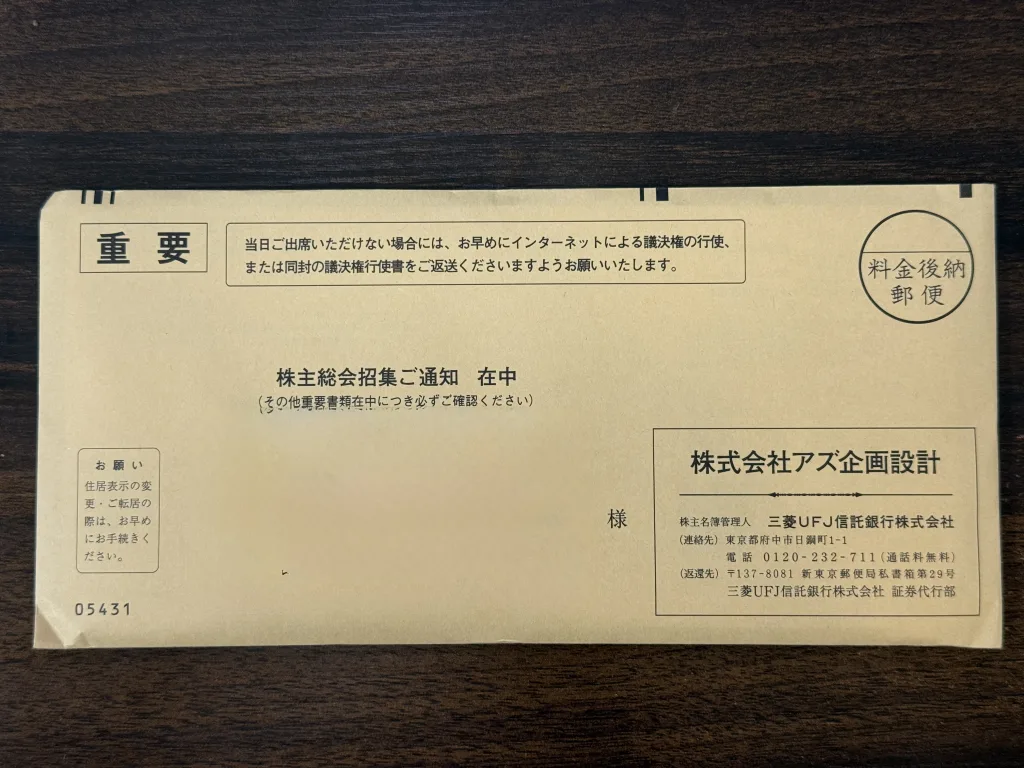 重要
当日ご出席いただけない場合には、お早めにインターネットによる議決権の行使、
または同封の議決権行使書をご返送くださいますようお願いいたします。
料金後納
郵便
株主総会招集ご通知 在中
(その他重要書類在中につき必ずご確認ください)
様
お願い
住居表示の変
更・ご転居の
際は、お早め
にお手続きく
ださい。
05431
株式会社アズ企画設計
株主名簿管理人 三菱UFJ信託銀行株式会社
(連絡先) 東京都府中市日鋼町1-1
電話 0120-232-711(通話料無料)
(返還先) 〒137-8081 新東京郵便局私書箱第29号
三菱UFJ信託銀行株式会社 証券代行部